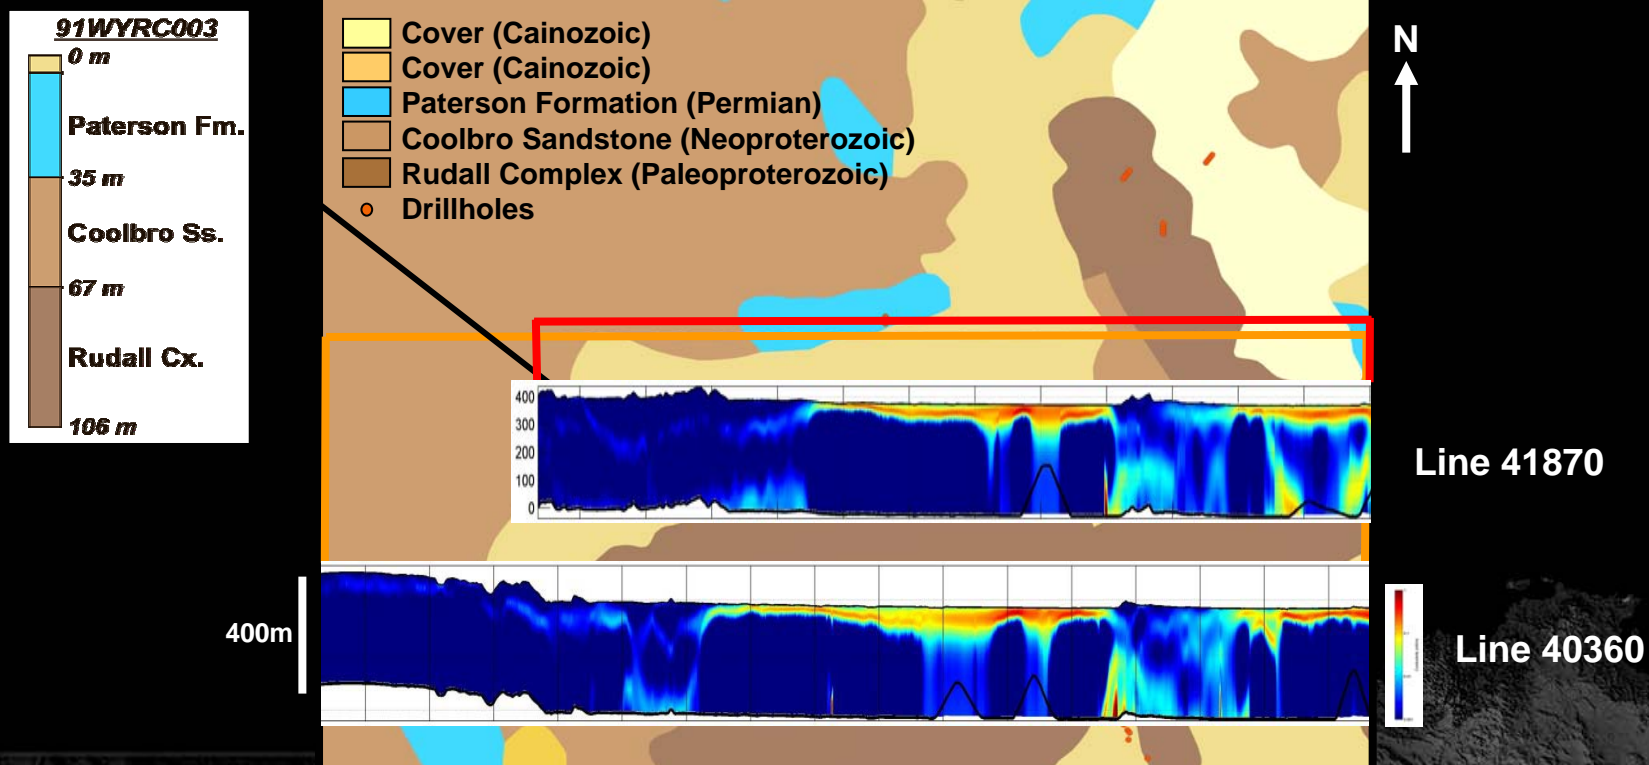 91WYRC003
0 m
Paterson Fm.
35 m
Coolbro Ss.
67 m
Rudall Cx.
106 m
Cover (Cainozoic)
Cover (Cainozoic)
Paterson Formation (Permian)
Coolbro Sandstone (Neoproterozoic)
Rudall Complex (Paleoproterozoic)
Drillholes
N
400
300
200
100
0
Line 41870
400m
Line 40360